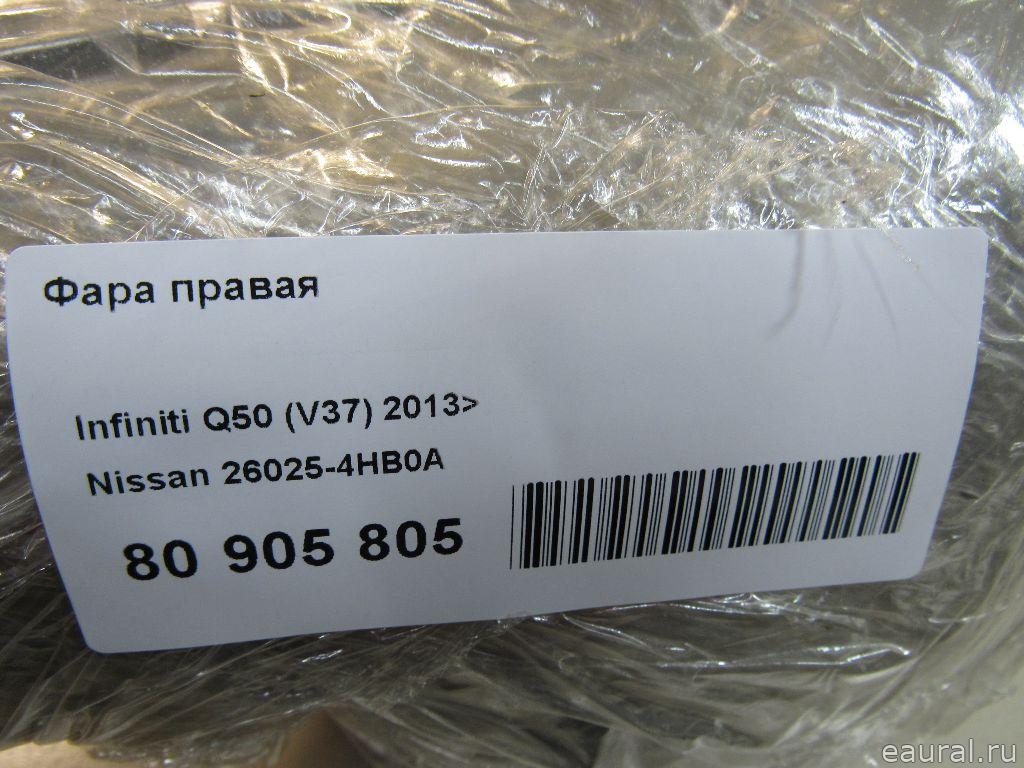 Фара правая
Infiniti Q50 (V37) 2013>
Nissan 26025-4HB0A
80 905 805
eaural.ru